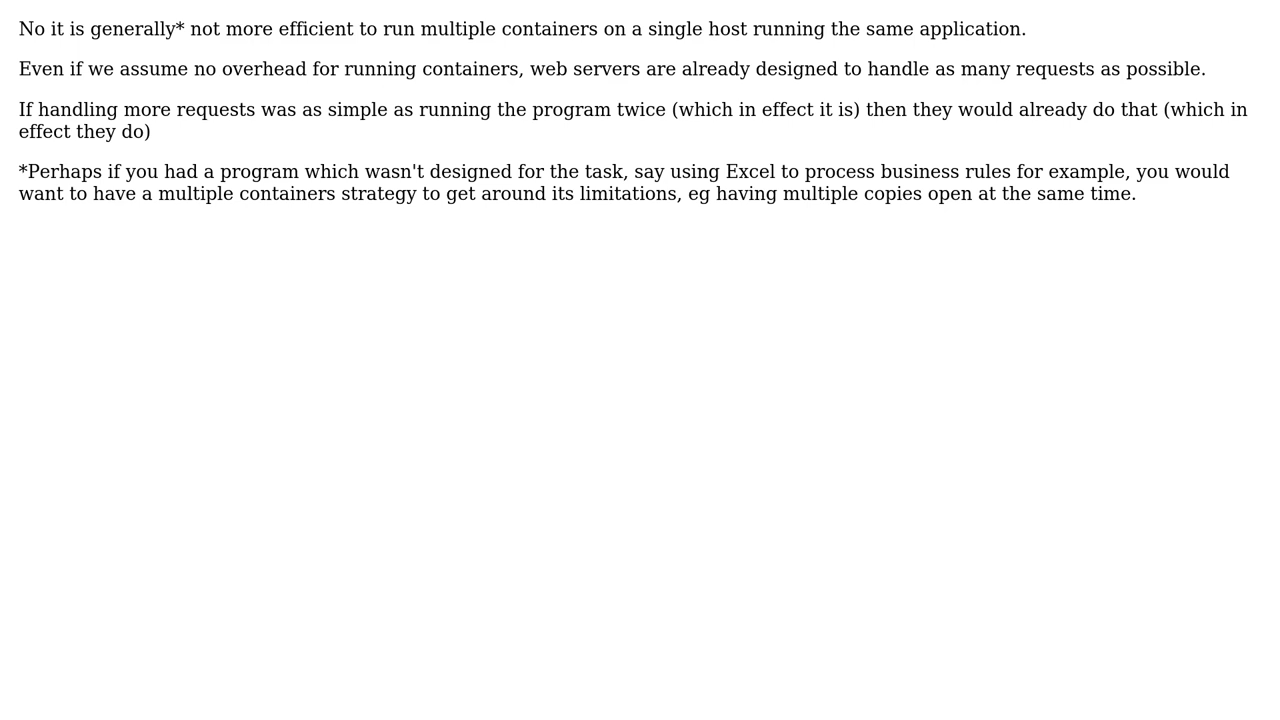 No it is generally* not more efficient to run multiple containers on a single host running the same application.
Even if we assume no overhead for running containers, web servers are already designed to handle as many requests as possible.
If handling more requests was as simple as running the program twice (which in effect it is) then they would already do that (which in
effect they do)
*Perhaps if you had a program which wasn't designed for the task, say using Excel to process business rules for example, you would
want to have a multiple containers strategy to get around its limitations, eg having multiple copies open at the same time.